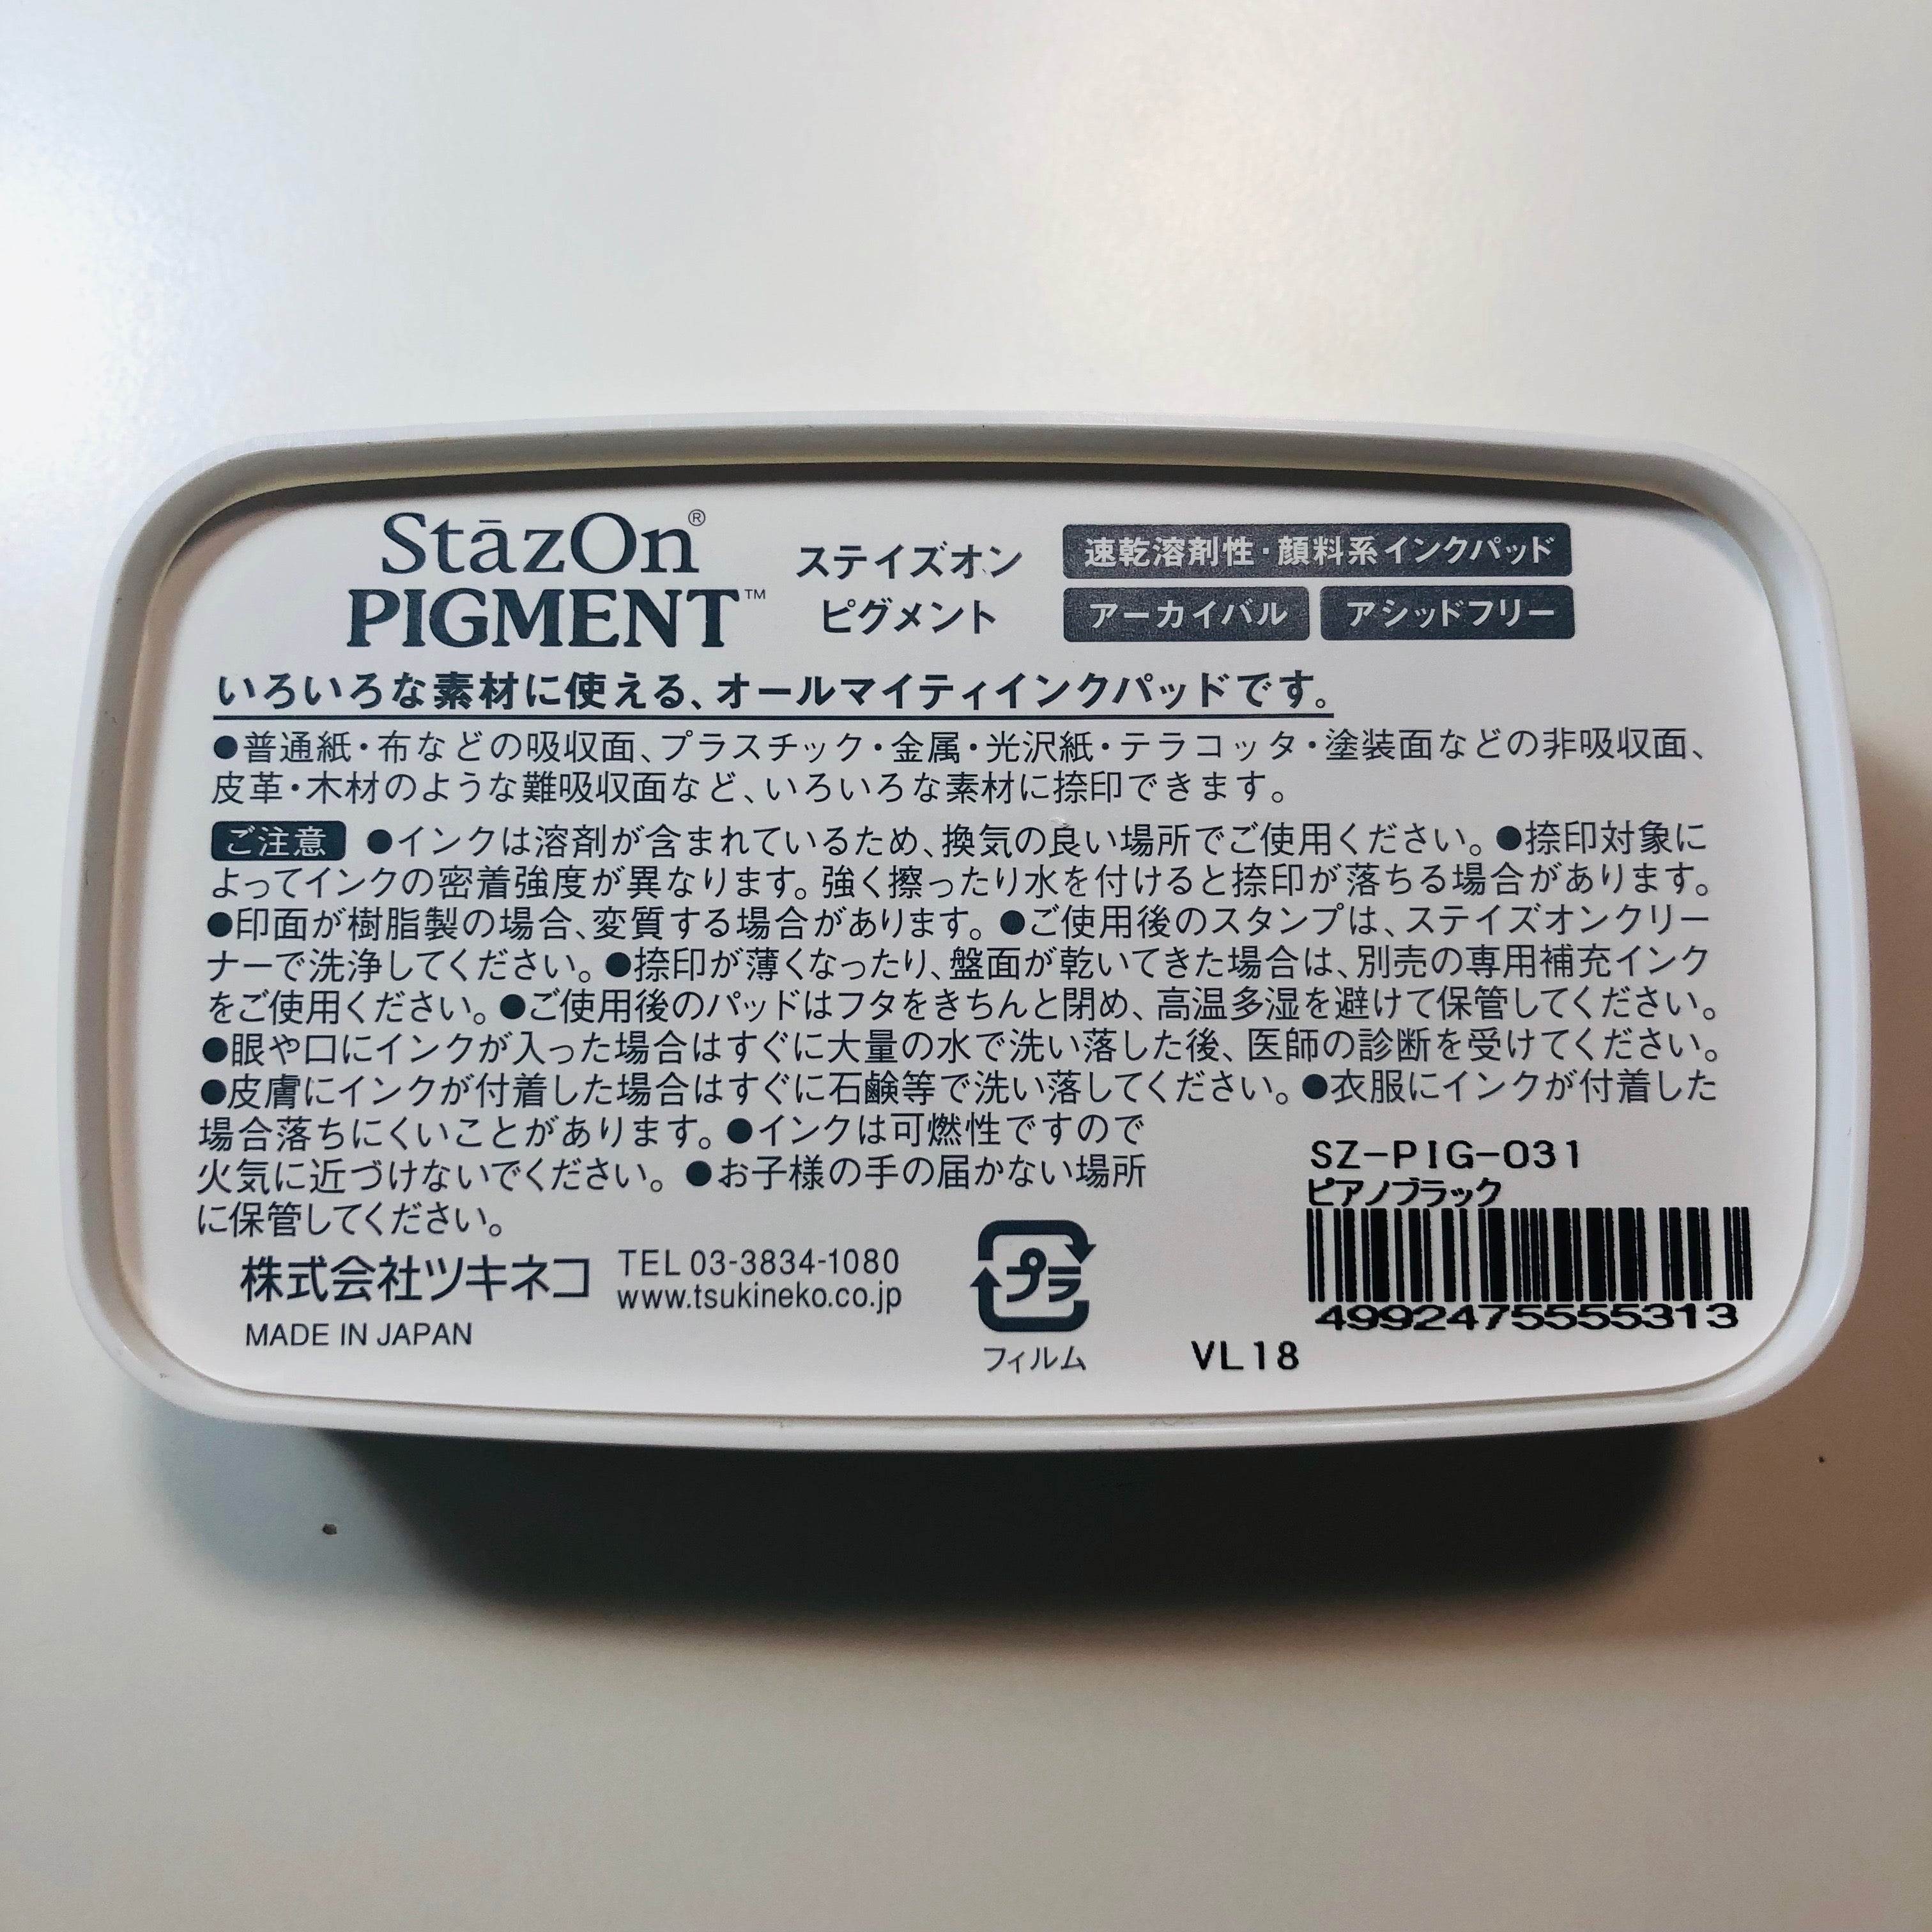 StāzOn®
PIGMENT™
ステイズオン
ピグメント
速乾溶剤性・顔料系インクパッド
アーカイバル
アシッドフリー
いろいろな素材に使える、オールマイティインクパッドです。
●普通紙・布などの吸収面、プラスチック・金属・光沢紙・テラコッタ・塗装面などの非吸収面、
皮革・木材のような難吸収面など、いろいろな素材に捺印できます。
ご注意 ●インクは溶剤が含まれているため、換気の良い場所でご使用ください。●捺印対象に
よってインクの密着強度が異なります。強く擦ったり水を付けると捺印が落ちる場合があります。
●印面が樹脂製の場合、変質する場合があります。●ご使用後のスタンプは、ステイズオンクリー
ナーで洗浄してください。●捺印が薄くなったり、盤面が乾いてきた場合は、別売の専用補充インク
をご使用ください。●ご使用後のパッドはフタをきちんと閉め、高温多湿を避けて保管してください。
●眼や口にインクが入った場合はすぐに大量の水で洗い落した後、医師の診断を受けてください。
●皮膚にインクが付着した場合はすぐに石鹸等で洗い落してください。●衣服にインクが付着した
場合落ちにくいことがあります。●インクは可燃性ですので
火気に近づけないでください。●お子様の手の届かない場所
に保管してください。
株式会社ツキネコ
TEL 03-3834-1080
www.tsukineko.co.jp
MADE IN JAPAN
プラ
フィルム
SZ-PIG-031
ピアノブラック
4992475555313
VL18